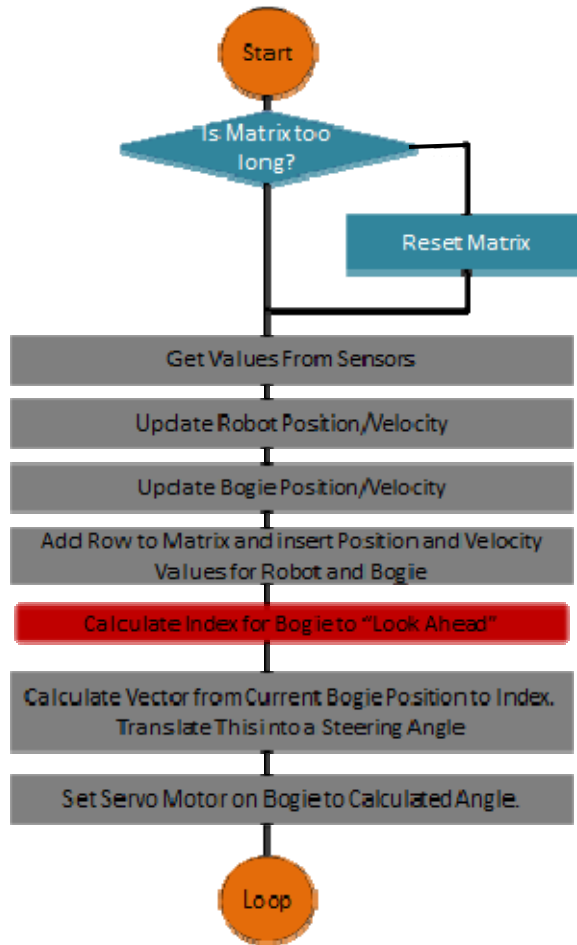 Start
Is Matrix too
long?
Reset Matrix
Get Values From Sensors
Update Robot Position/Velocity
Update Bogie Position/Velocity
Add Row to Matrix and insert Position and Velocity
Values for Robot and Bogie
Calculate Index for Bogie to “Look Ahead”
Calculate Vector from Current Bogie Position to Index.
Translate This into a Steering Angle
Set Servo Motor on Bogie to Calculated Angle.
Loop